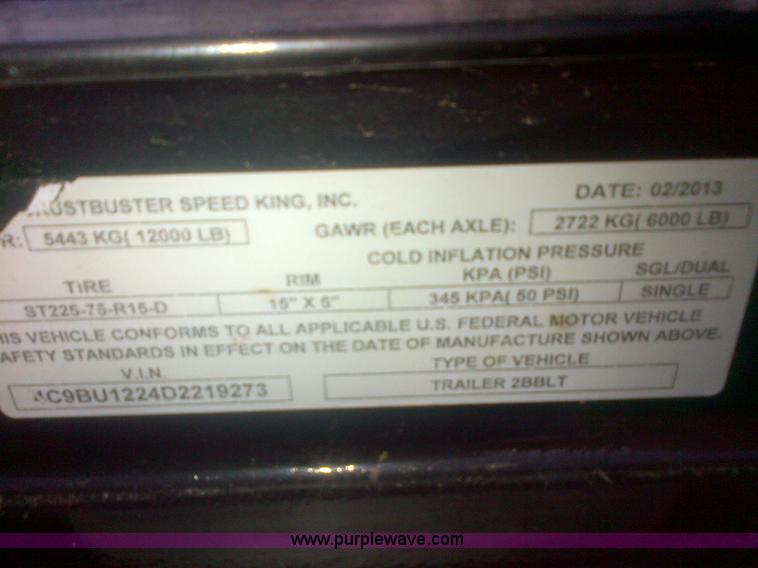 RUSTBUSTER SPEED KING, INC. DATE: 02/2013
R: 5443 KG( 12000 LB) GAWR (EACH AXLE): 2722 KG( 6000 LB)
COLD INFLATION PRESSURE
TIRE RIM KPA (PSI) SGL/DUAL
ST225-75-R15-D 15" X 5" 345 KPA( 50 PSI) SINGLE
HIS VEHICLE CONFORMS TO ALL APPLICABLE U.S. FEDERAL MOTOR VEHICLE
AFETY STANDARDS IN EFFECT ON THE DATE OF MANUFACTURE SHOWN ABOVE.
V.I.N. TYPE OF VEHICLE
4C9BU1224D2219273 TRAILER 2BBLT
www.purplewave.com